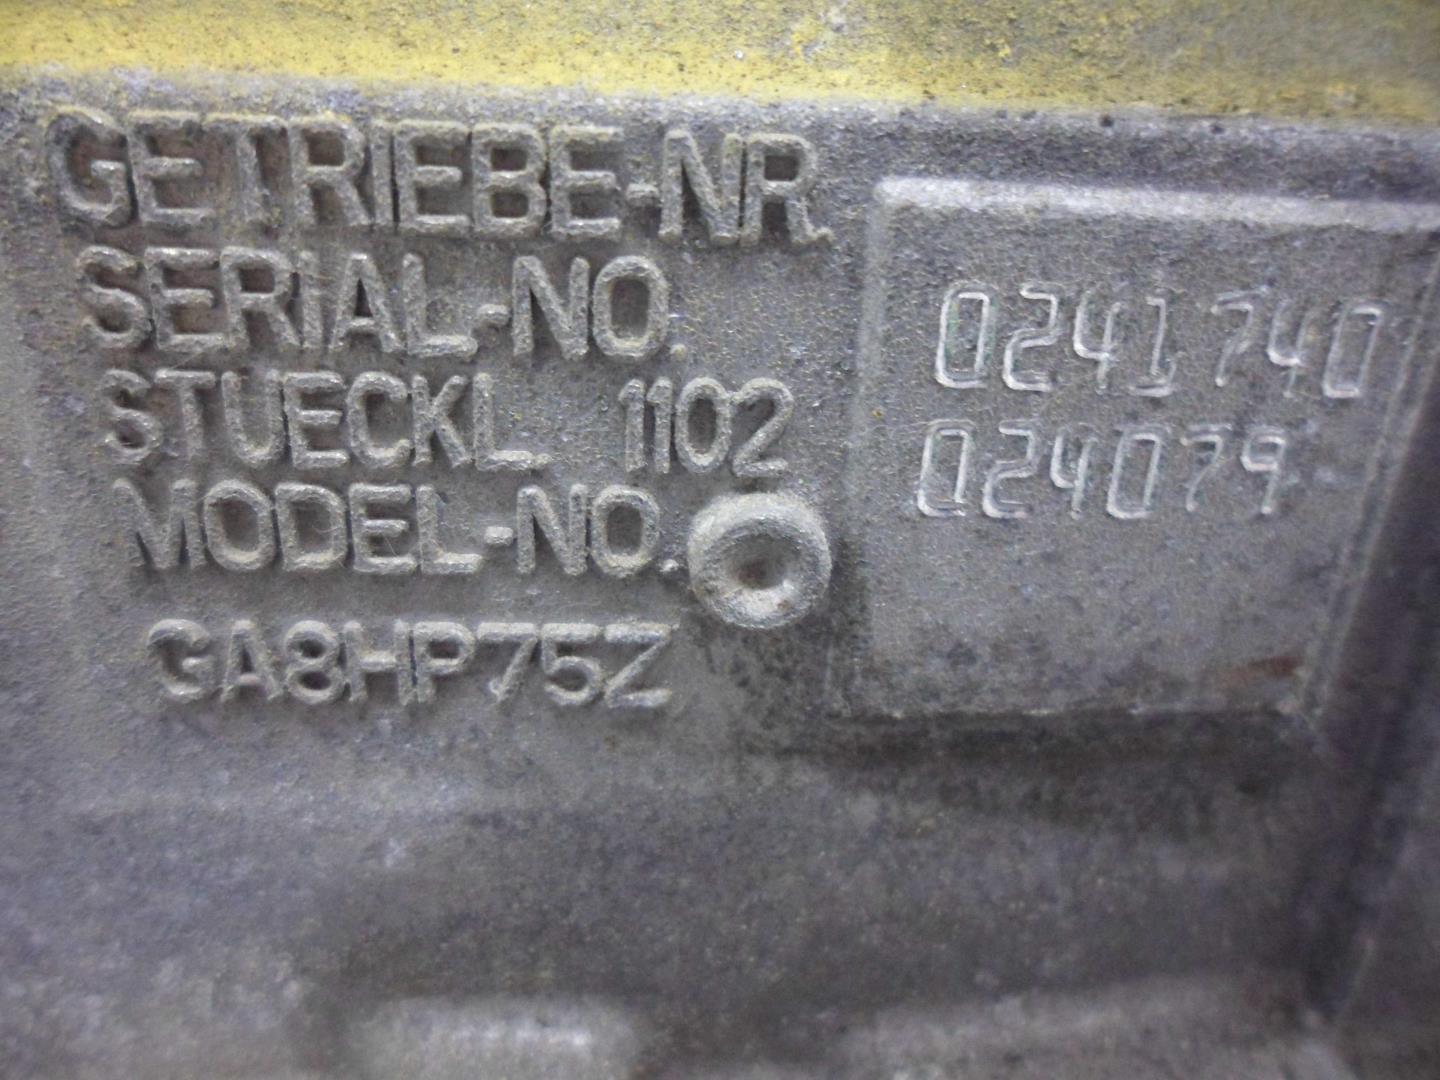 GETRIEBE-NR
SERIAL-NO. 0241740
STUECKL. 1102 024079
MODEL-NO.
GA8HP75Z